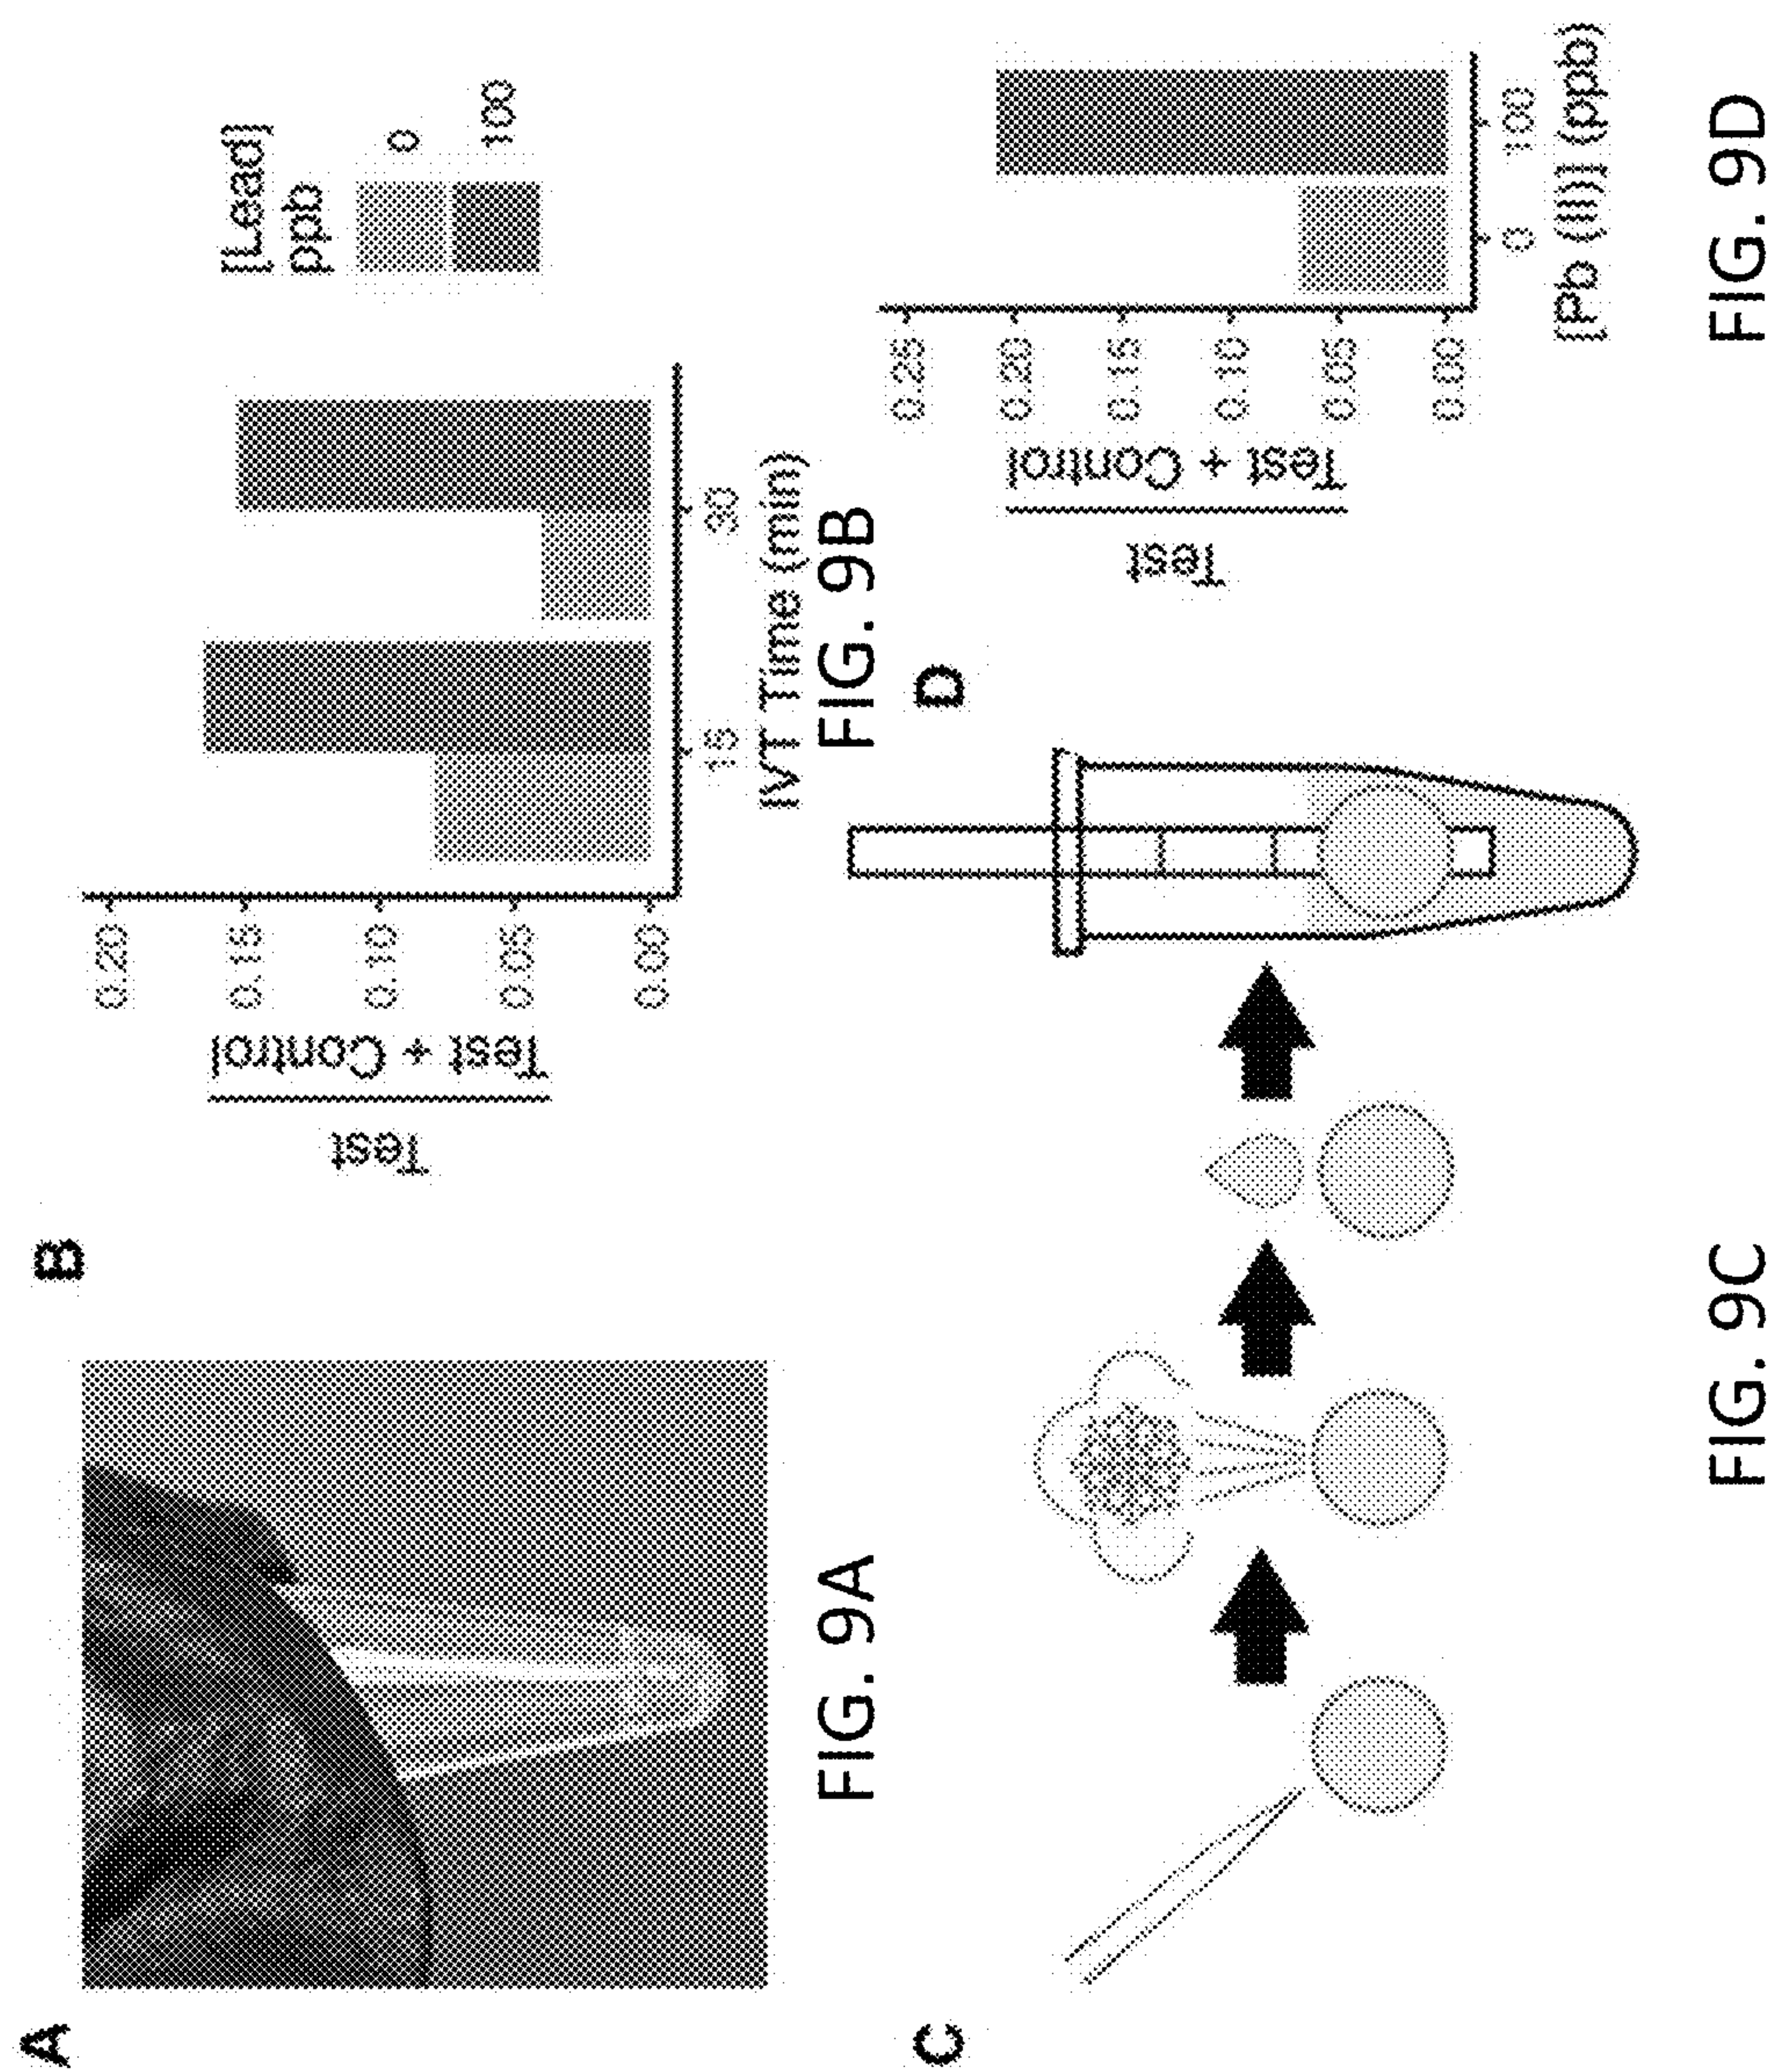 A
FIG. 9A
B
Test
Test + Control
0.20
0.15
0.10
0.05
0.00
15
30
IVT Time (min)
[Lead]
ppb
0
100
FIG. 9B
C
FIG. 9C
D
Test
Test + Control
0.25
0.20
0.15
0.10
0.05
0.00
0
100
[Pb (II)] (ppb)
FIG. 9D